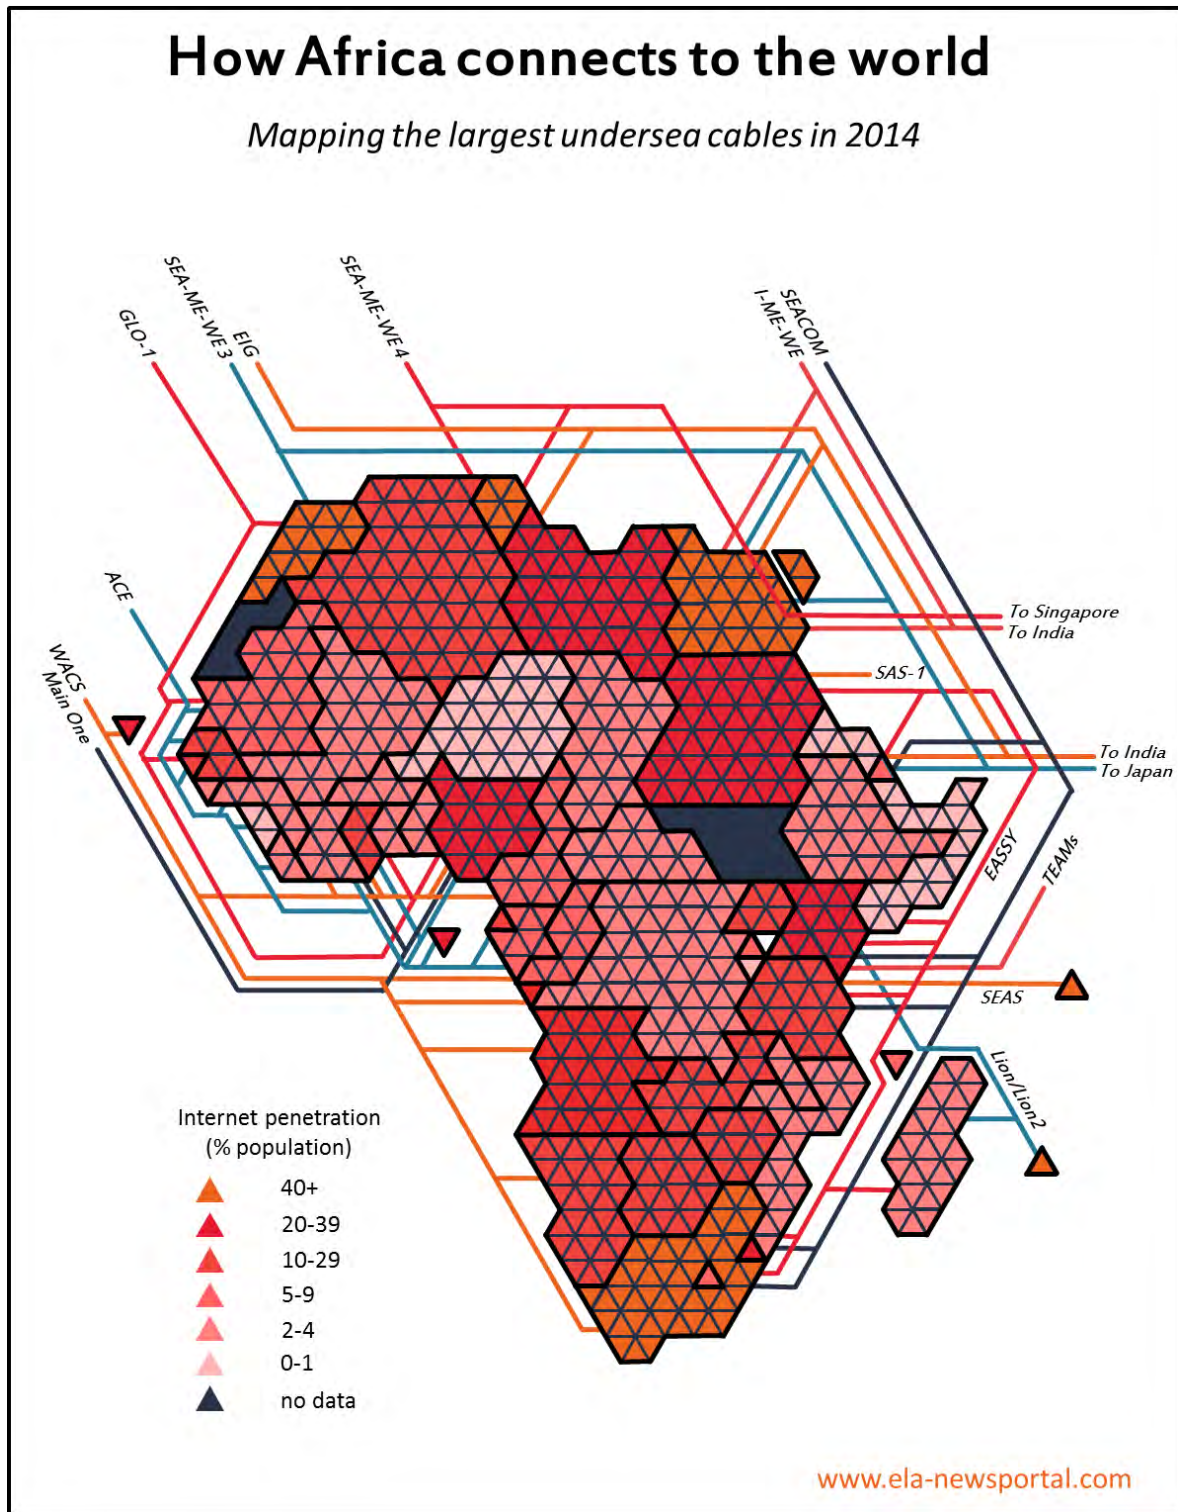 How Africa connects to the world
Mapping the largest undersea cables in 2014
GLO-1
SEA-ME-WE3
EIG
SEA-ME-WE4
I-ME-WE
SEACOM
ACE
WACS
Main One
To Singapore
To India
SAS-1
To India
To Japan
EASSY
TEAMs
SEAS
Lion/Lion2
Internet penetration
(% population)
40+
20-39
10-29
5-9
2-4
0-1
no data
www.ela-newsportal.com